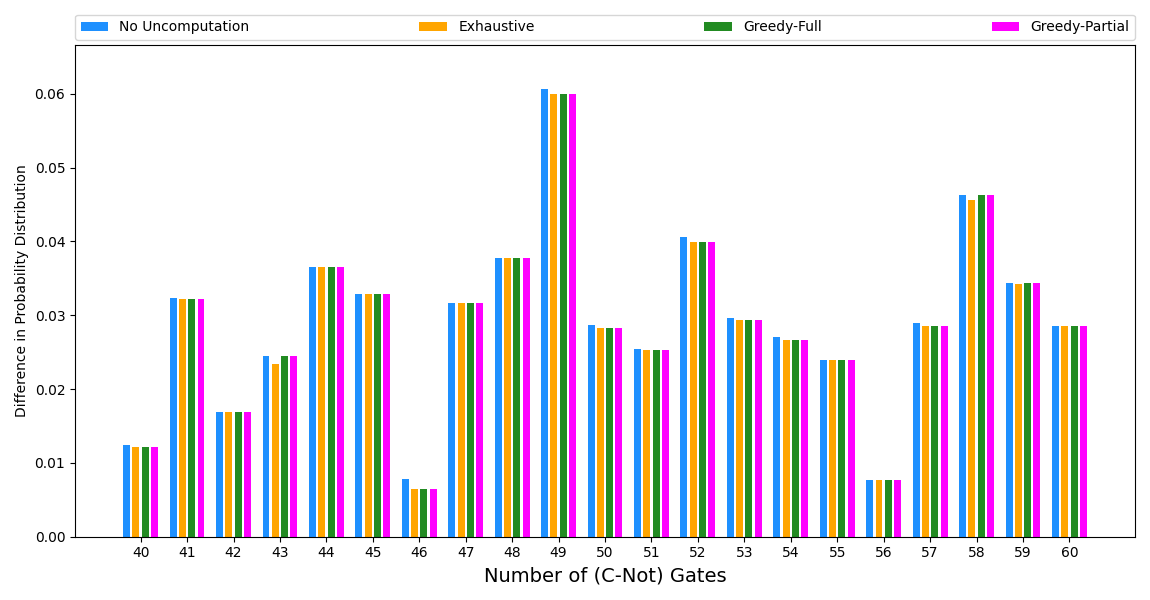 No Uncomputation Exhaustive Greedy-Full Greedy-Partial
Difference in Probability Distribution
0.06
0.05
0.04
0.03
0.02
0.01
0.00
40 41 42 43 44 45 46 47 48 49 50 51 52 53 54 55 56 57 58 59 60
Number of (C-Not) Gates